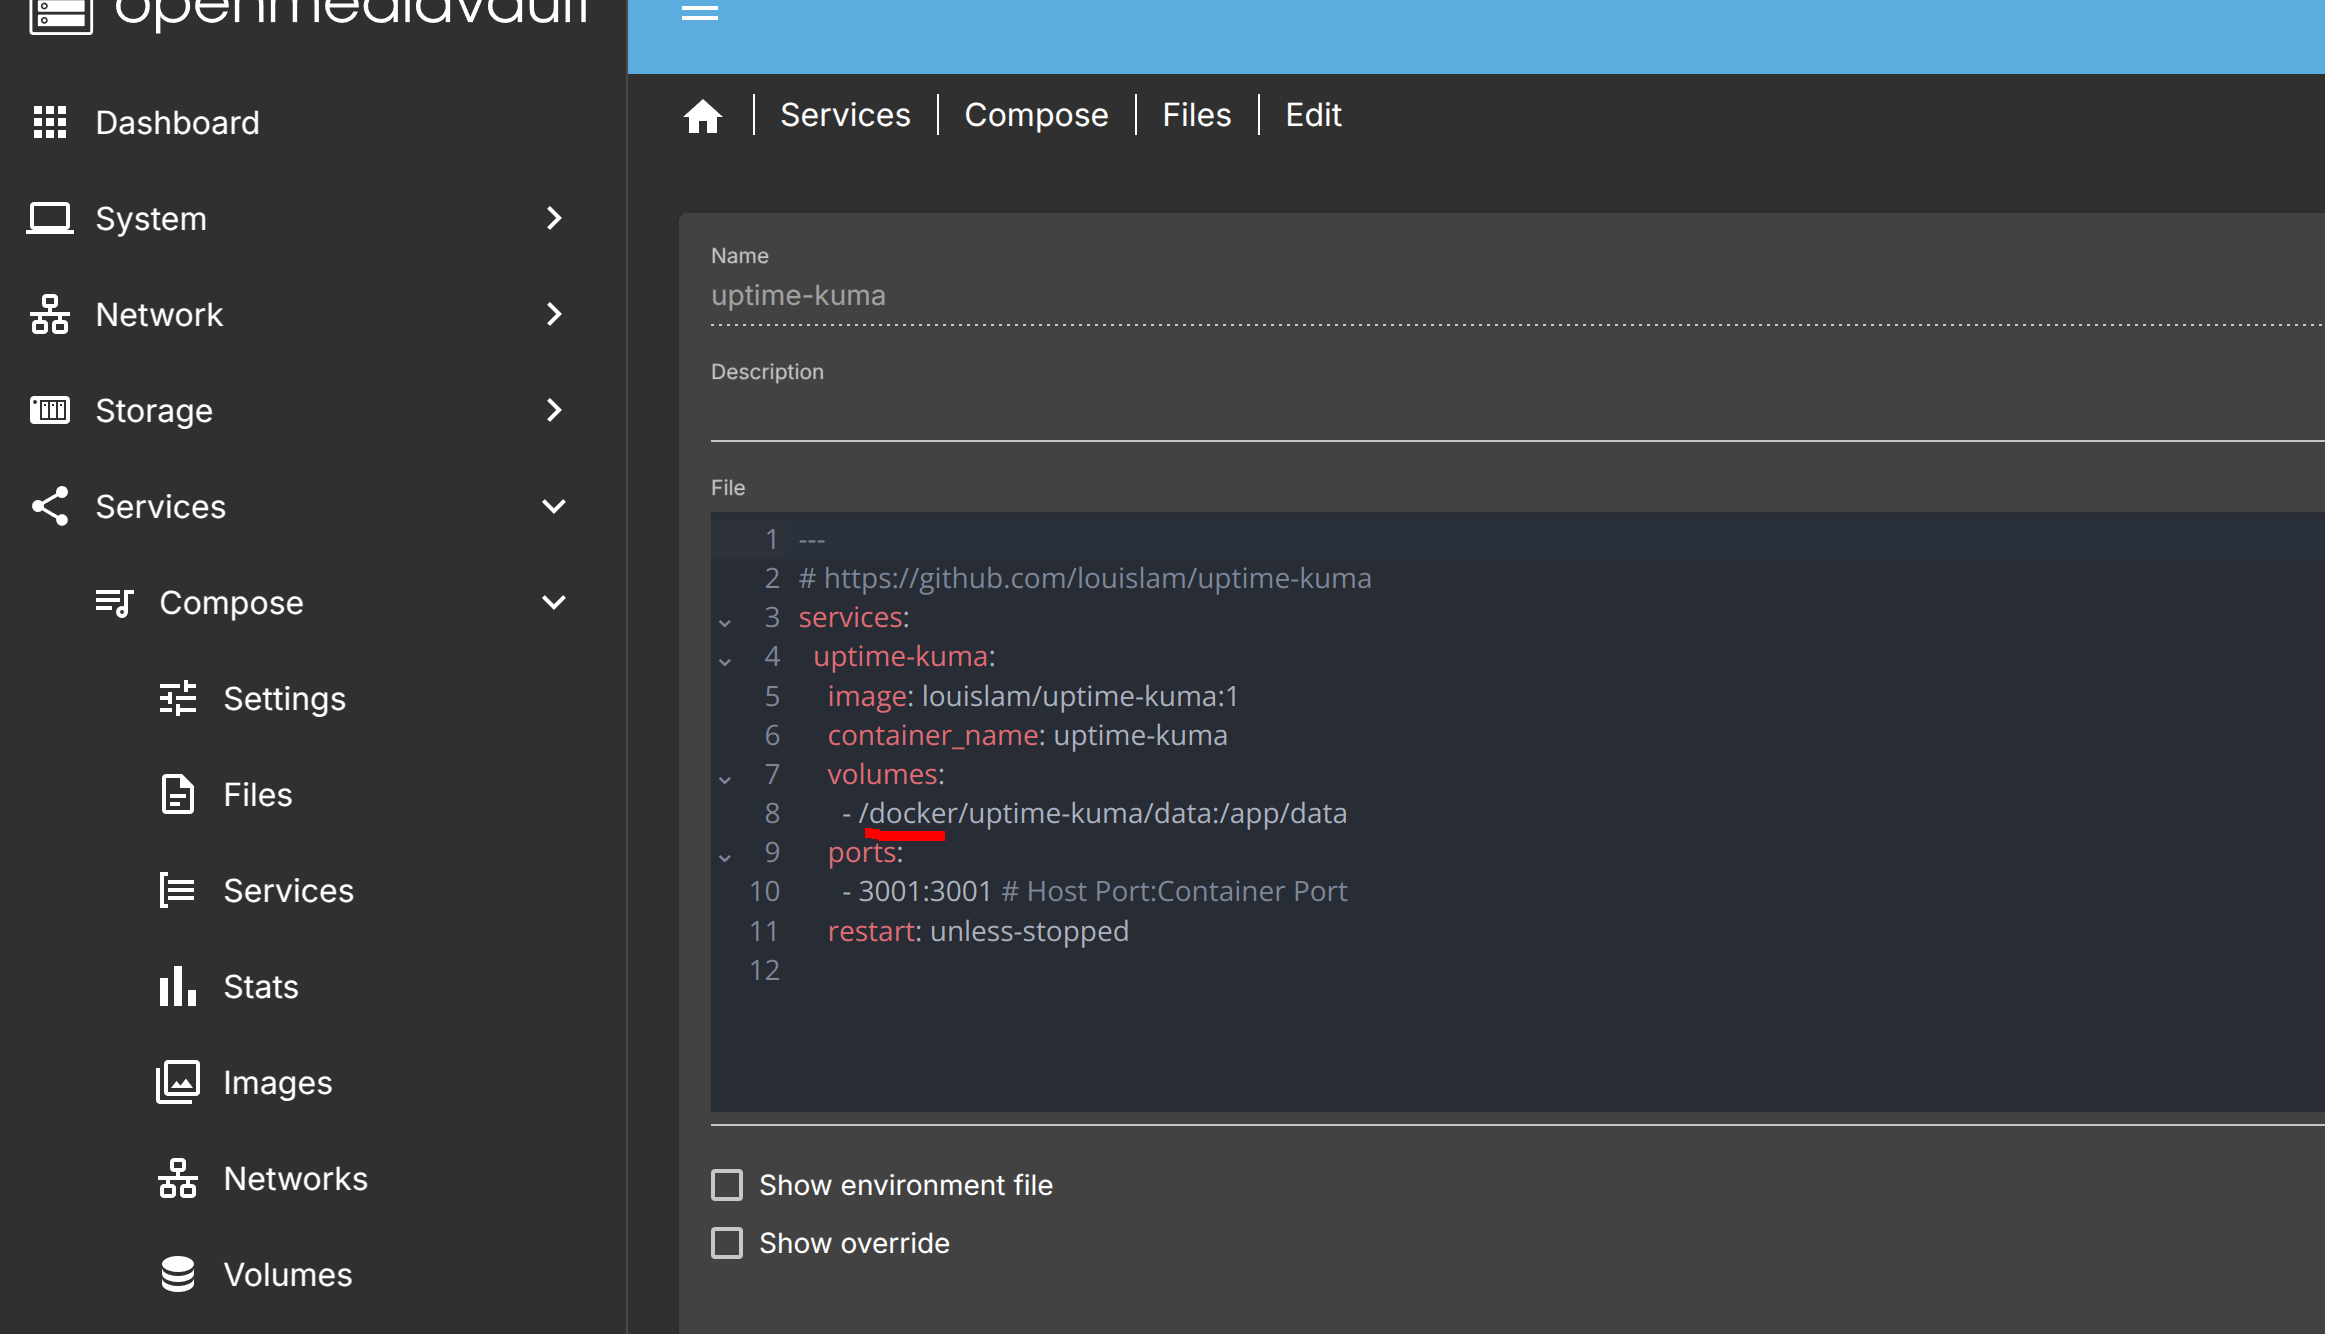 openmediavault
Dashboard
System
Network
Storage
Services
Compose
Settings
Files
Services
Stats
Images
Networks
Volumes
Services | Compose | Files | Edit
Name
uptime-kuma
Description
File
1 ---
2 # https://github.com/louislam/uptime-kuma
3 services:
4 uptime-kuma:
5 image: louislam/uptime-kuma:1
6 container_name: uptime-kuma
7 volumes:
8 - /docker/uptime-kuma/data:/app/data
9 ports:
10 - 3001:3001 # Host Port:Container Port
11 restart: unless-stopped
12
Show environment file
Show override